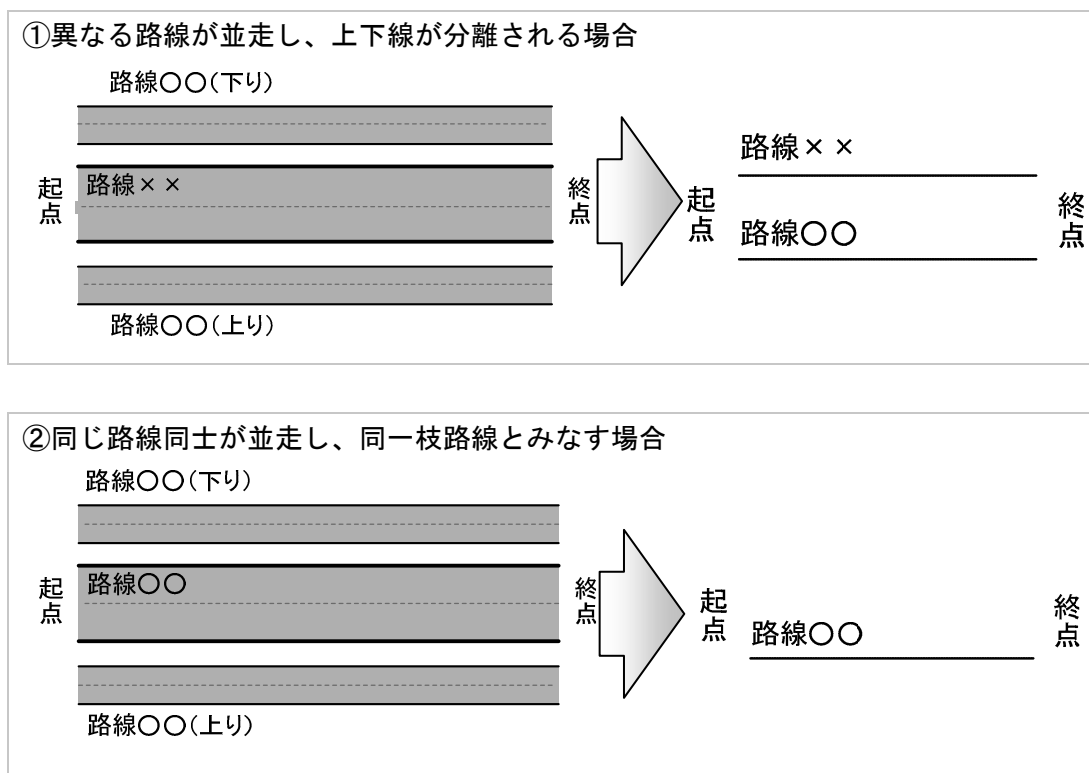 ①異なる路線が並走し、上下線が分離される場合
路線〇〇(下り)
起点
路線××
終点
路線〇〇(上り)
起点
路線××
路線〇〇
終点
②同じ路線同士が並走し、同一枝路線とみなす場合
路線〇〇(下り)
起点
路線〇〇
終点
路線〇〇(上り)
起点
路線〇〇
終点